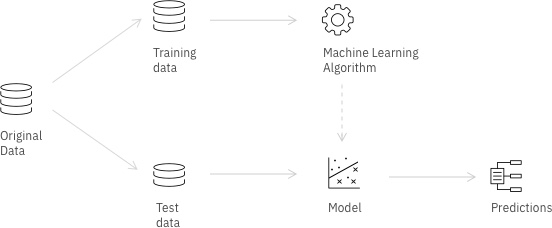 Training
data
Machine Learning
Algorithm
Original
Data
Test
data
Model
Predictions